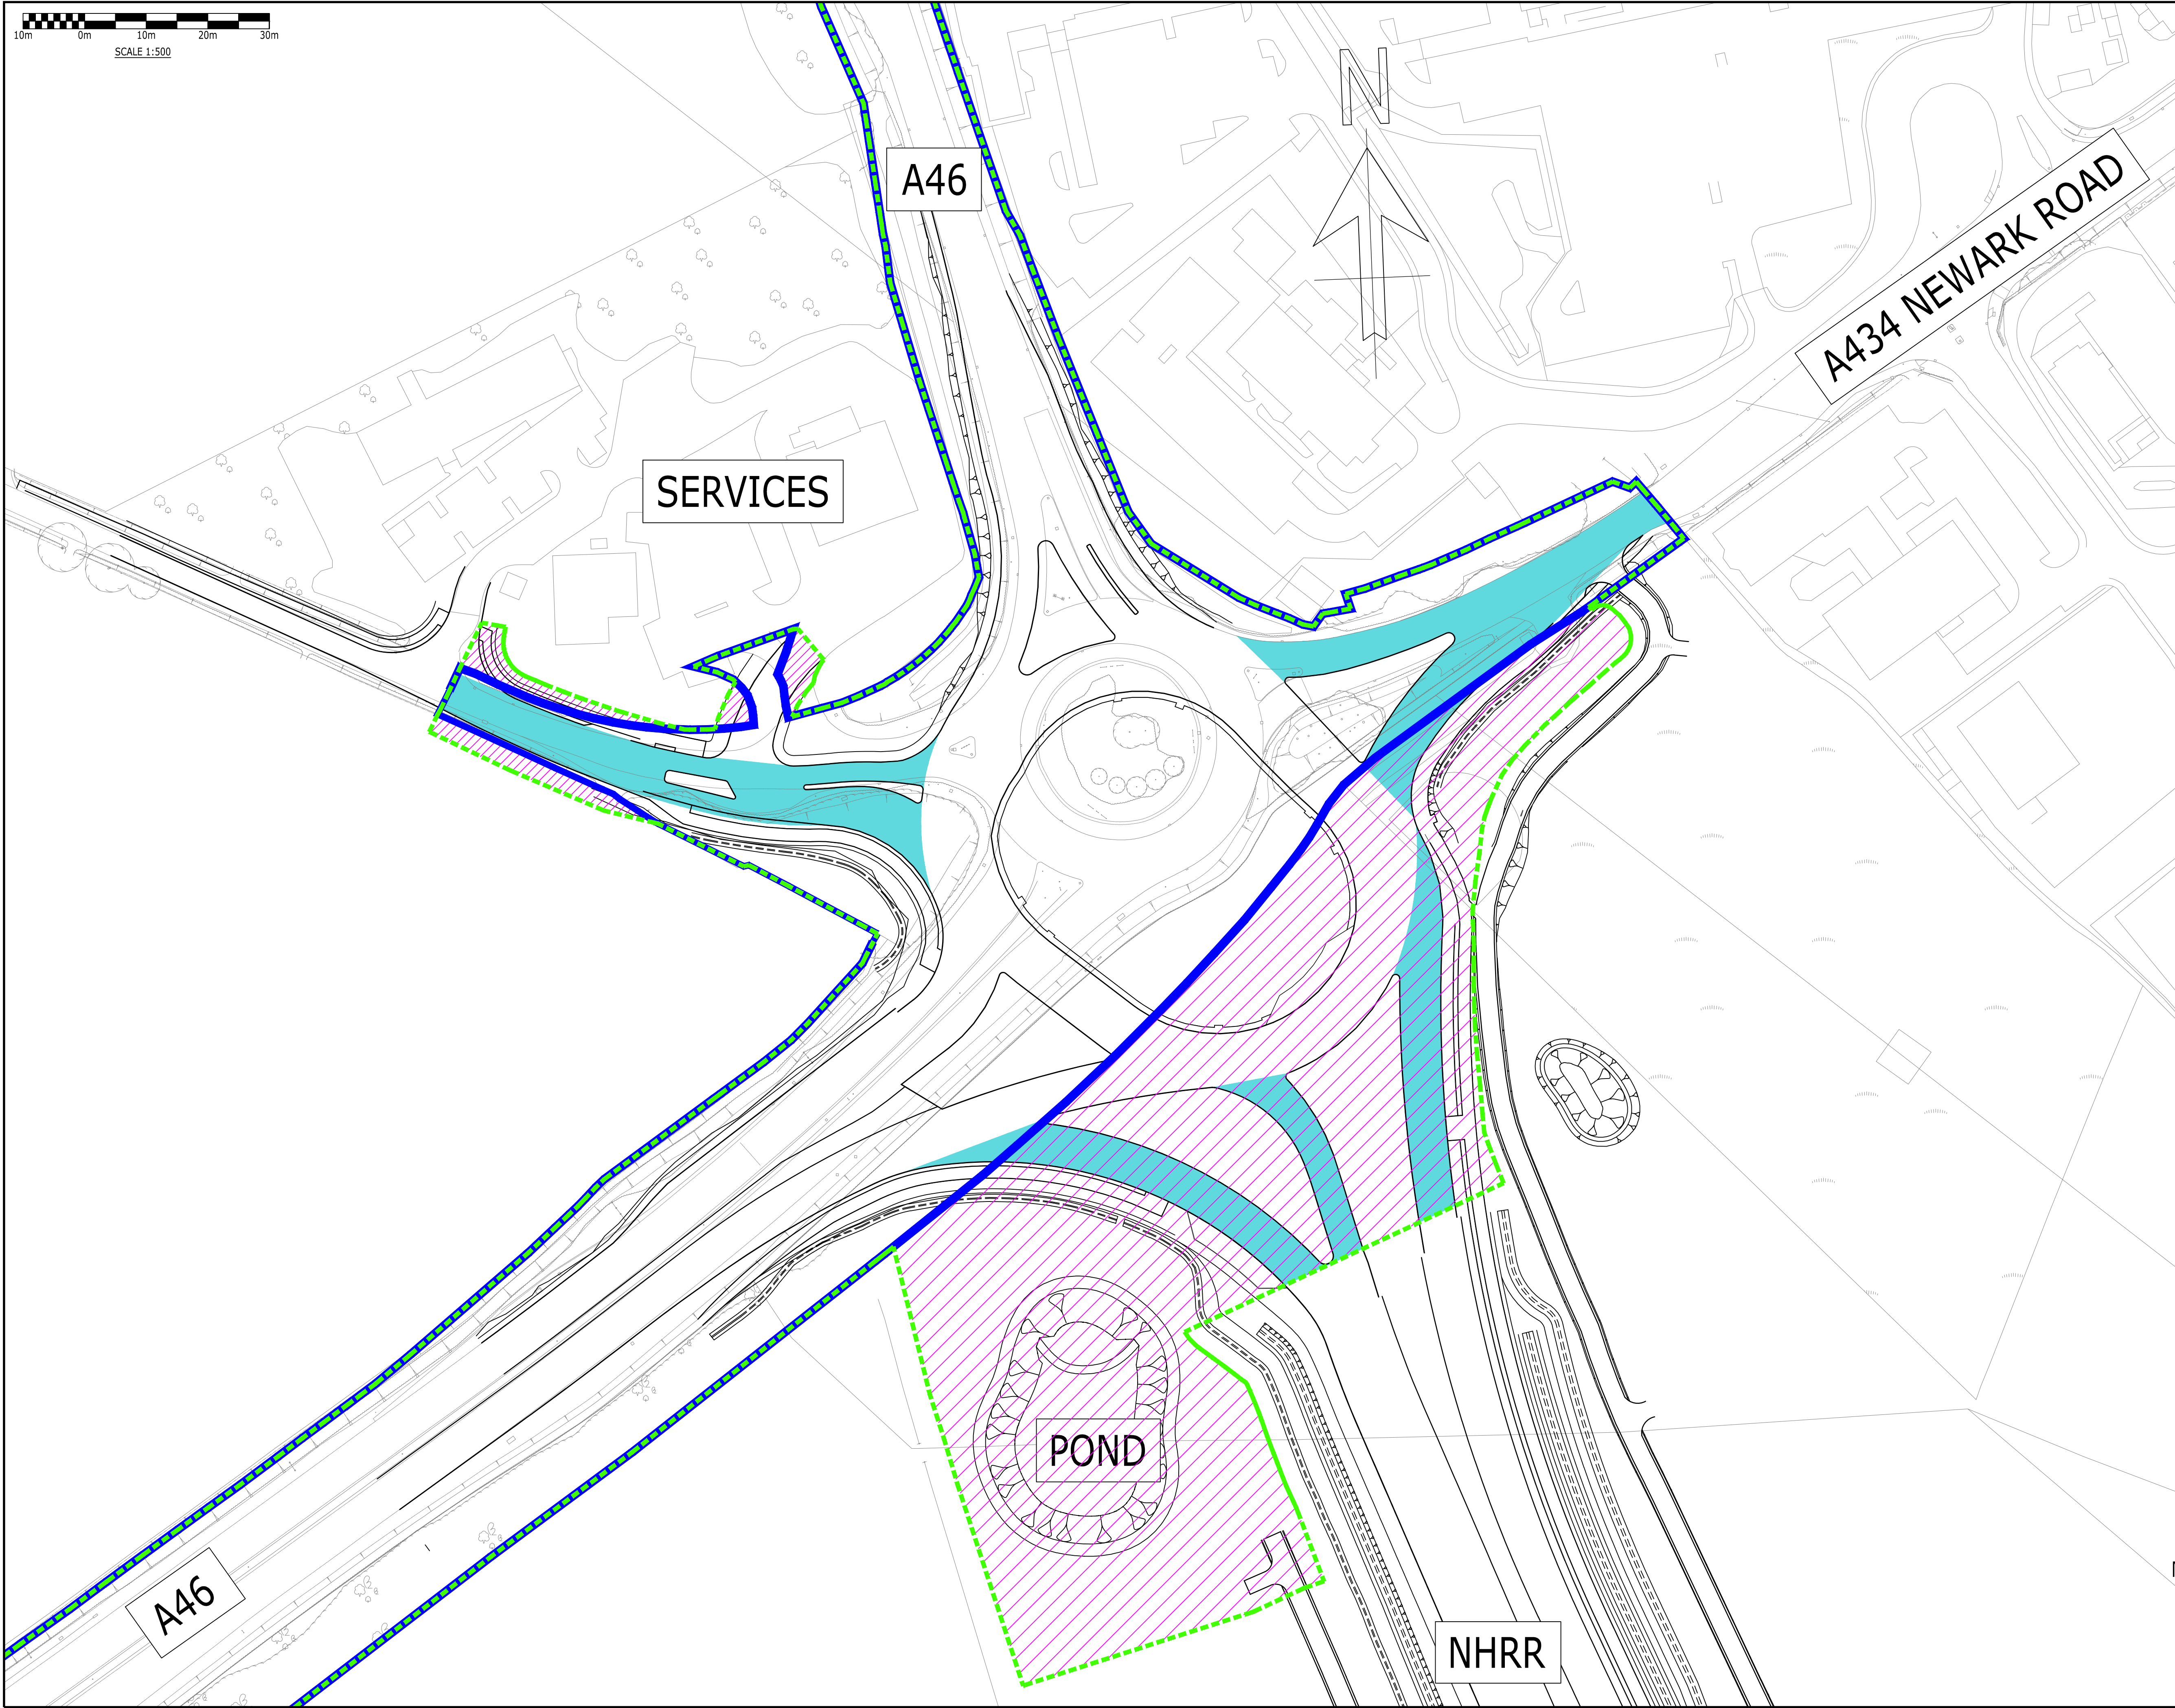 10m 0m 10m 20m 30m
SCALE 1:500
N
A46
A434 NEWARK ROAD
SERVICES
POND
A46
NHRR